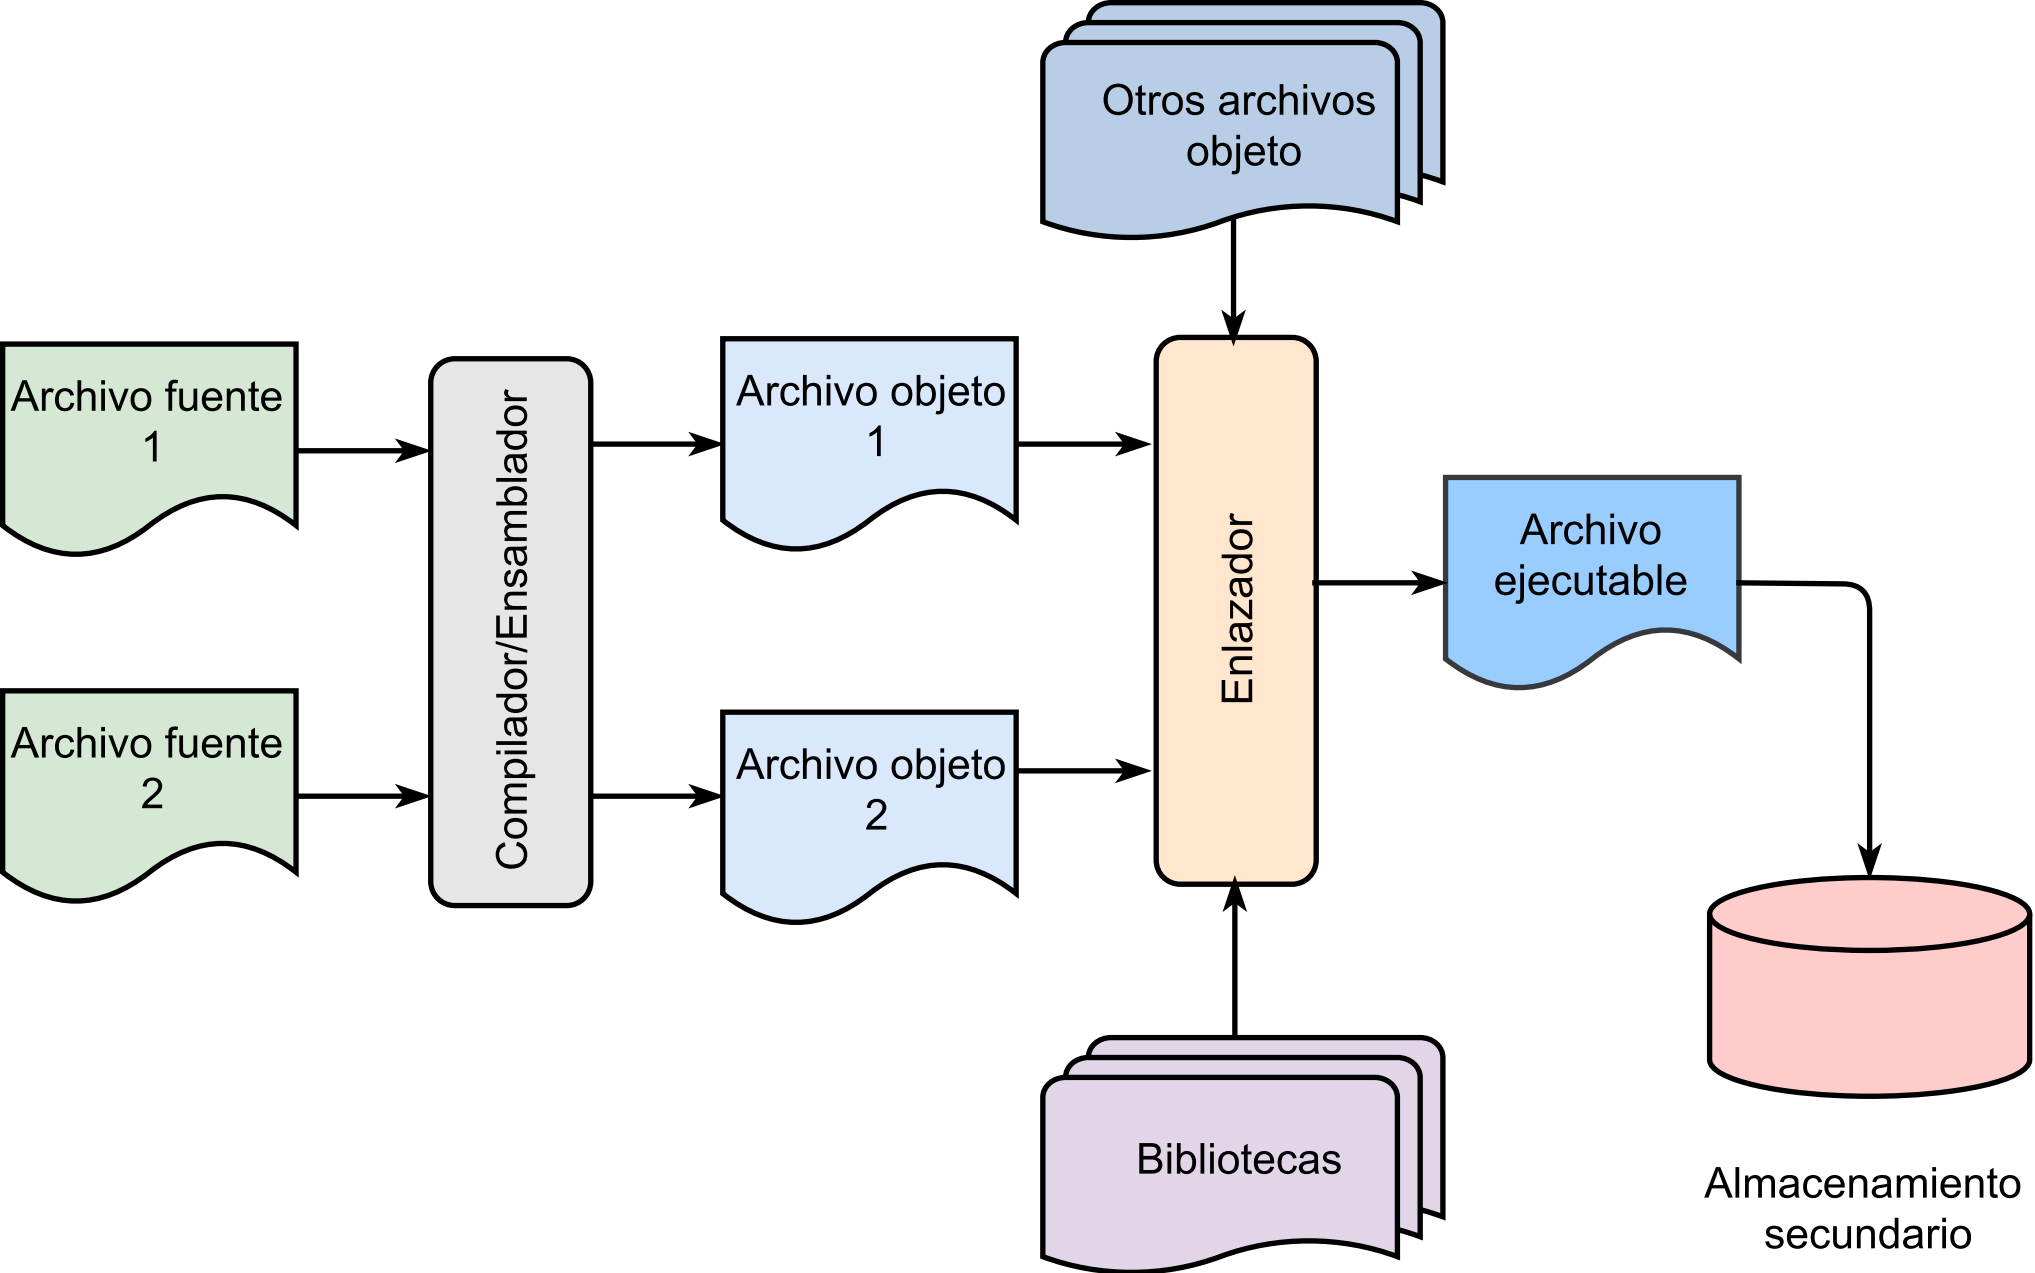 Otros archivos
objeto
Archivo fuente
1
Compilador/Ensamblador
Archivo objeto
1
Enlazador
Archivo
ejecutable
Archivo fuente
2
Archivo objeto
2
Bibliotecas
Almacenamiento
secundario